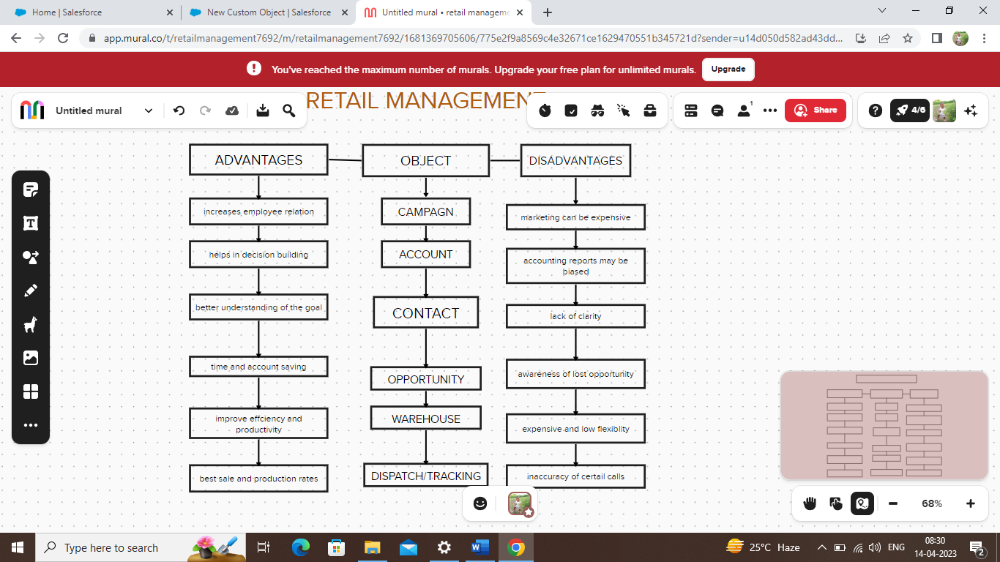 Home | Salesforce
New Custom Object | Salesforce
Untitled mural • retail manageme
app.mural.co/t/retailmanagement7692/m/retailmanagement7692/1681369705606/775e2f9a8569c4e32671ce1629470551b345721d?sender=u14d050d582ad43dd...
You've reached the maximum number of murals. Upgrade your free plan for unlimited murals.
Upgrade
RETAIL MANAGEMENT
Untitled mural
1
Share
?
4/6
ADVANTAGES
OBJECT
DISADVANTAGES
increases employee relation
CAMPAGN
marketing can be expensive
helps in decision building
ACCOUNT
accounting reports may be
biased
better understanding of the goal
CONTACT
lack of clarity
time and account saving
OPPORTUNITY
awareness of lost opportunity
improve effciency and
productivity
WAREHOUSE
expensive and low flexiblity
best sale and production rates
DISPATCH/TRACKING
inaccuracy of certail calls
68%
Type here to search
25°C Haze
ENG
08:30
14-04-2023
2